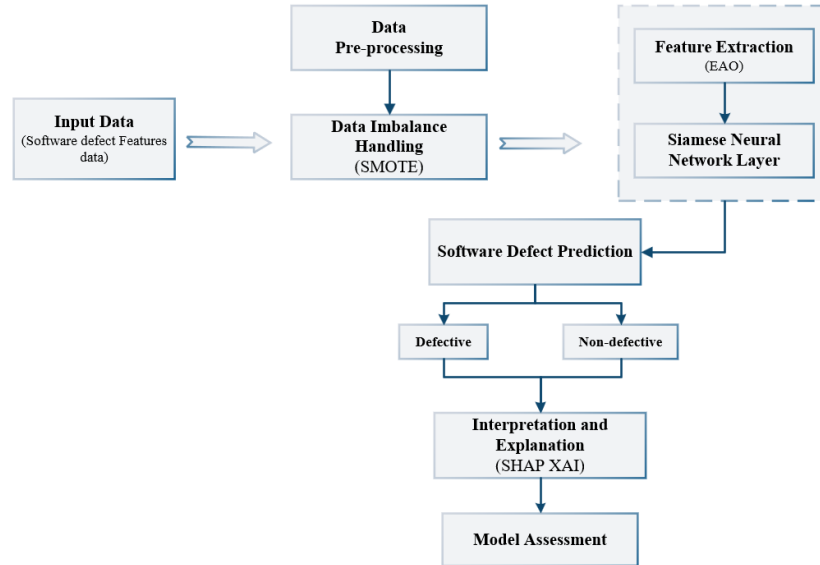 Data
Pre-processing
Feature Extraction
(EAO)
Input Data
(Software defect Features
data)
Data Imbalance
Handling
(SMOTE)
Siamese Neural
Network Layer
Software Defect Prediction
Defective
Non-defective
Interpretation and
Explanation
(SHAP XAI)
Model Assessment